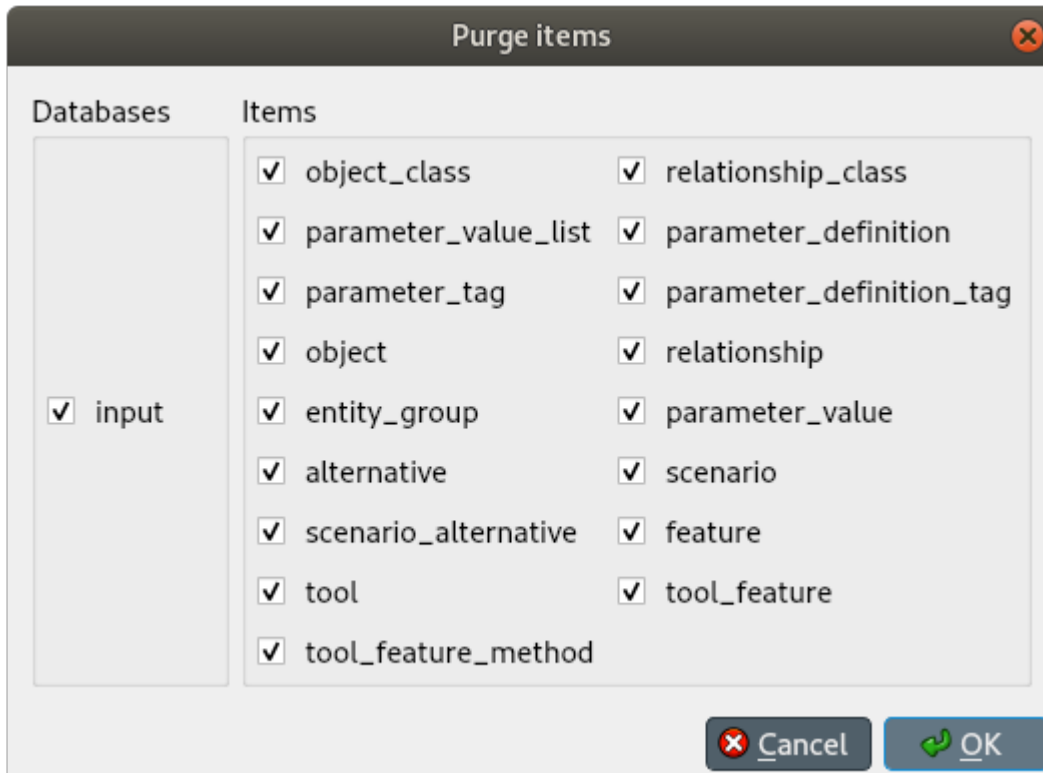 Purge items
Databases Items
object_class relationship_class
parameter_value_list parameter_definition
parameter_tag parameter_definition_tag
object relationship
input entity_group parameter_value
alternative scenario
scenario_alternative feature
tool tool_feature
tool_feature_method
Cancel OK